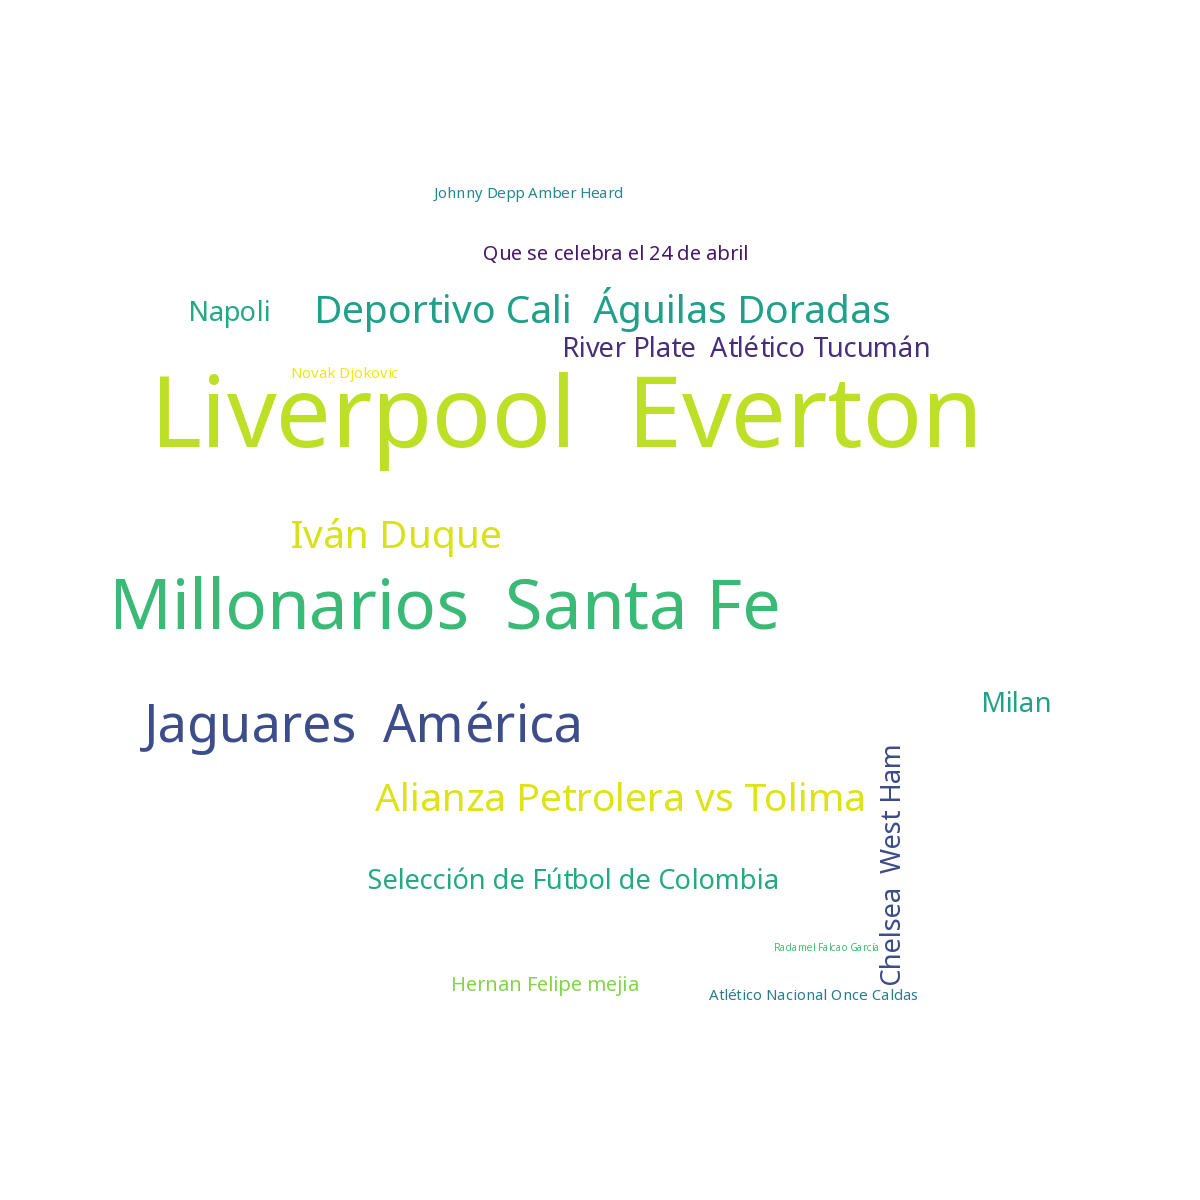 Johnny Depp Amber Heard
Que se celebra el 24 de abril
Napoli
Deportivo Cali Águilas Doradas
River Plate Atlético Tucumán
Novak Djokovic
Liverpool Everton
Iván Duque
Millonarios Santa Fe
Milan
Jaguares América
Alianza Petrolera vs Tolima
Chelsea West Ham
Selección de Fútbol de Colombia
Radamel Falcao García
Hernan Felipe mejia
Atlético Nacional Once Caldas